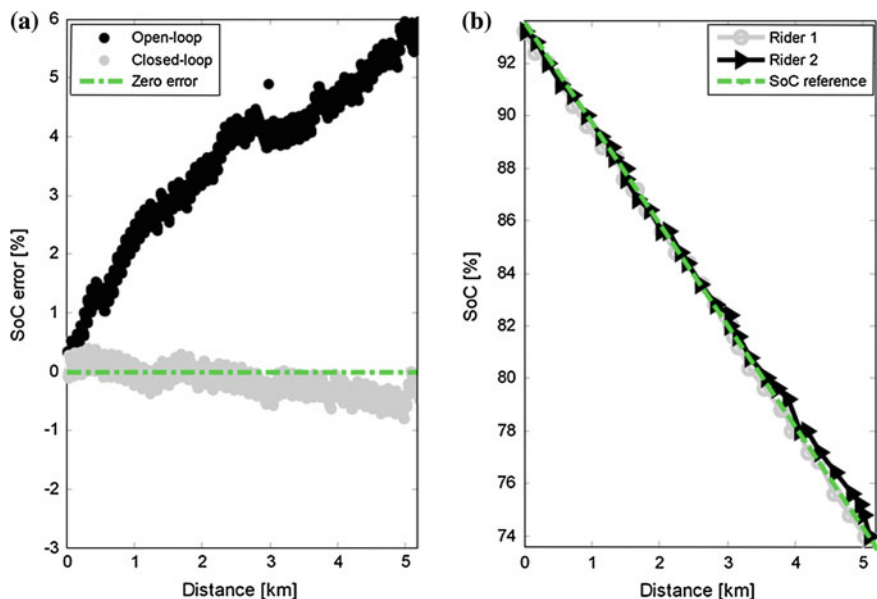 (a)
Open-loop
Closed-loop
Zero error
6
5
4
3
2
1
0
-1
-2
-3
SoC error [%]
0 1 2 3 4 5
Distance [km]
(b)
Rider 1
Rider 2
SoC reference
92
90
88
86
84
82
80
78
76
74
SoC [%]
0 1 2 3 4 5
Distance [km]